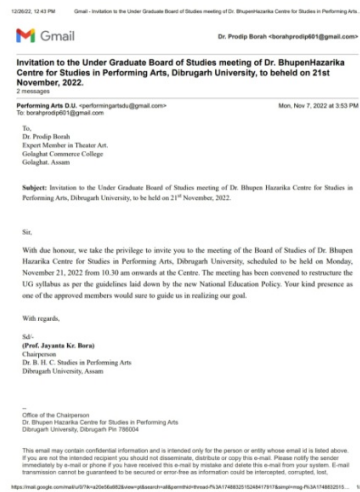 12/26/22, 12:43 PM Gmail - Invitation to the Under Graduate Board of Studies meeting of Dr. BhupenHazarika Centre for Studies in Performing Arts...
Gmail Dr. Prodip Borah <borahprodip601@gmail.com>
Invitation to the Under Graduate Board of Studies meeting of Dr. BhupenHazarika
Centre for Studies in Performing Arts, Dibrugarh University, to beheld on 21st
November, 2022.
2 messages
Performing Arts D.U. <performingartsdu@gmail.com> Mon, Nov 7, 2022 at 3:53 PM
To: borahprodip601@gmail.com
To,
Dr. Prodip Borah
Expert Member in Theator Art.
Golaghat Commerce College
Golaghat. Assam
Subject: Invitation to the Under Graduate Board of Studies meeting of Dr. Bhupen Hazarika Centre for Studies in
Performing Arts, Dibrugarh University, to be held on 21st November, 2022.
Sir,
With due honour, we take the privilege to invite you to the meeting of the Board of Studies of Dr. Bhupen
Hazarika Centre for Studies in Performing Arts, Dibrugarh University, scheduled to be held on Monday,
November 21, 2022 from 10.30 am onwards at the Centre. The meeting has been convened to restructure the
UG syllabus as per the guidelines laid down by the new National Education Policy. Your kind presence as
one of the approved members would sure to guide us in realizing our goal.
With regards,
Sd/-
(Prof. Jayanta Kr. Bora)
Chairperson
Dr. B. H. C. Studies in Performing Arts
Dibrugarh University, Assam
--
Office of the Chairperson
Dr. Bhupen Hazarika Centre for Studies in Performing Arts
Dibrugarh University, Dibrugarh Pin 786004
This email may contain confidential information and is intended only for the person or entity whose email id is listed above.
If you are not the intended recipient you should not disseminate, distribute or copy this e-mail. Please notify the sender
immediately by e-mail or phone if you have received this e-mail by mistake and delete this e-mail from your system. E-mail
transmission cannot be guaranteed to be secured or error-free as information could be intercepted, corrupted, lost,